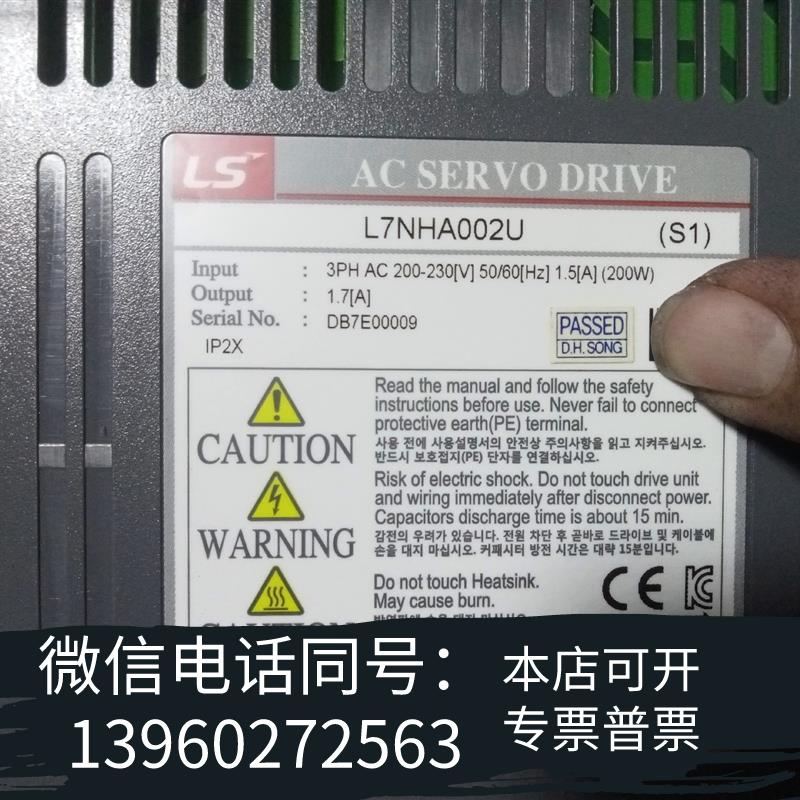 LS
AC SERVO DRIVE
L7NHA002U (S1)
Input : 3PH AC 200-230[V] 50/60[Hz] 1.5[A] (200W)
Output : 1.7[A]
Serial No. : DB7E00009
IP2X
PASSED
D.H.SONG
CAUTION
Read the manual and follow the safety
instructions before use. Never fail to connect
protective earth(PE) terminal.
사용 전에 사용설명서의 안전상 주의사항을 읽고 지켜주십시오.
반드시 보호접지(PE) 단자를 연결하십시오.
WARNING
Risk of electric shock. Do not touch drive unit
and wiring immediately after disconnect power.
Capacitors discharge time is about 15 min.
감전의 우려가 있습니다. 전원 차단 후 곧바로 드라이브 및 케이블에
손을 대지 마십시오. 커패시터 방전 시간은 대략 15분입니다.
Do not touch Heatsink.
May cause burn.
CE
微信电话同号：
13960272563
本店可开
专票普票